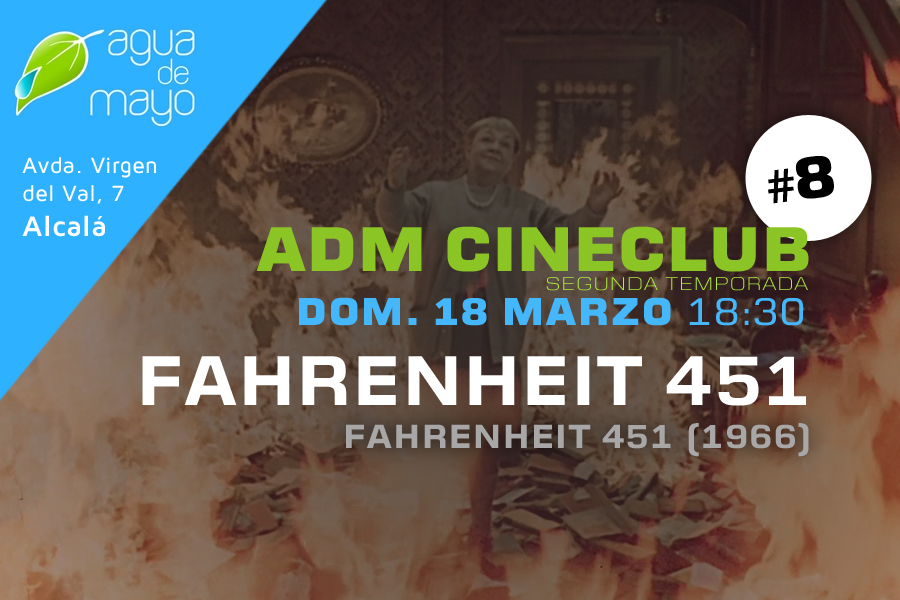 agua
de
mayo
Avda. Virgen
del Val, 7
Alcalá
#8
ADM CINECLUB
SEGUNDA TEMPORADA
DOM. 18 MARZO 18:30
FAHRENHEIT 451
FAHRENHEIT 451 (1966)